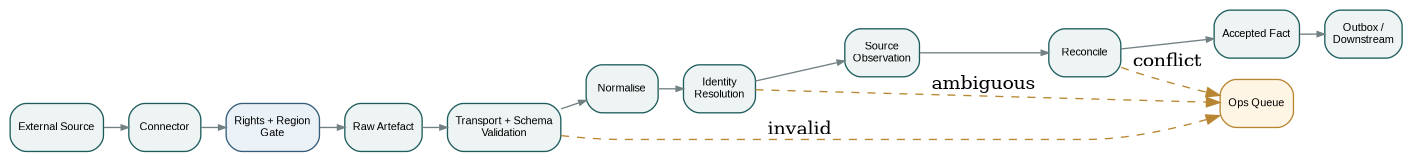 External Source
Connector
Rights + Region
Gate
Raw Artefact
Transport + Schema
Validation
Normalise
Identity
Resolution
Source
Observation
Reconcile
Accepted Fact
Outbox /
Downstream
conflict
ambiguous
invalid
Ops Queue